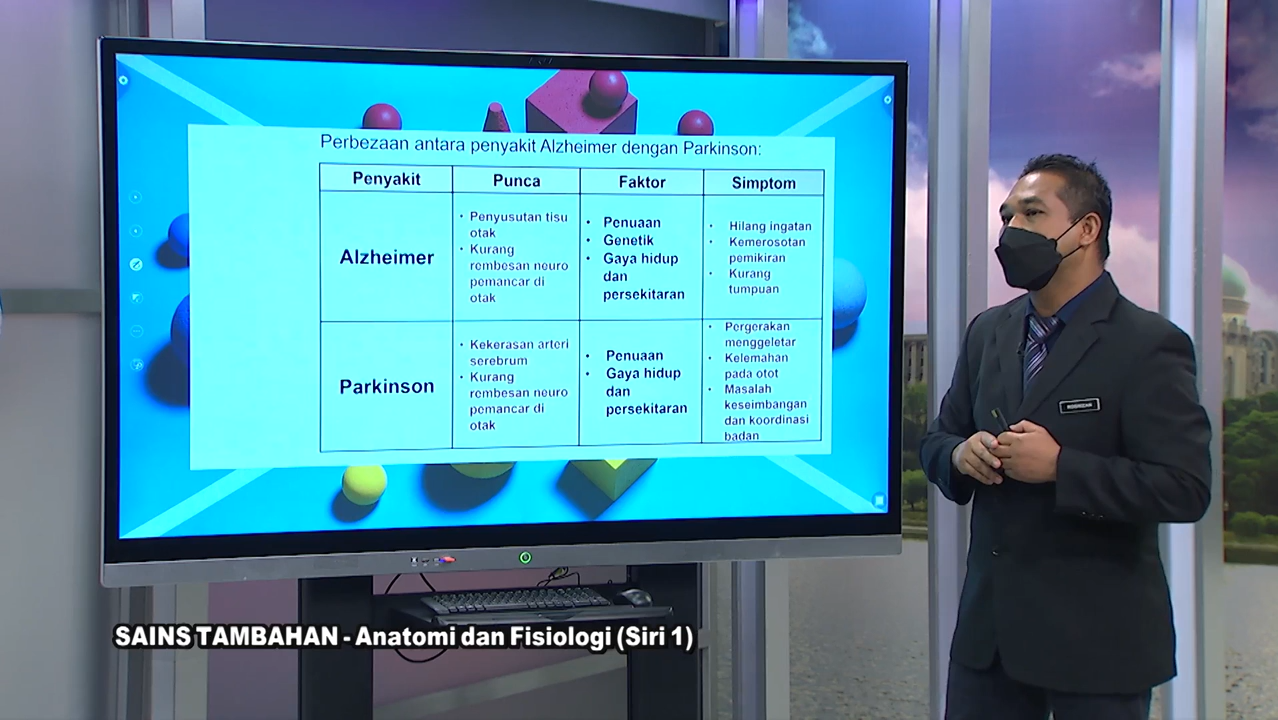 Perbezaan antara penyakit Alzheimer dengan Parkinson:
Penyakit Punca Faktor Simptom
Alzheimer
• Penyusutan tisu
otak
• Kurang
rembesan neuro
pemancar di
otak
• Penuaan
• Genetik
• Gaya hidup
dan
persekitaran
• Hilang ingatan
• Kemerosotan
pemikiran
• Kurang
tumpuan
Parkinson
• Kekerasan arteri
serebrum
• Kurang
rembesan neuro
pemancar di
otak
• Penuaan
• Gaya hidup
dan
persekitaran
• Pergerakan
menggeletar
• Kelemahan
pada otot
• Masalah
keseimbangan
dan koordinasi
badan
SAINS TAMBAHAN - Anatomi dan Fisiologi (Siri 1)